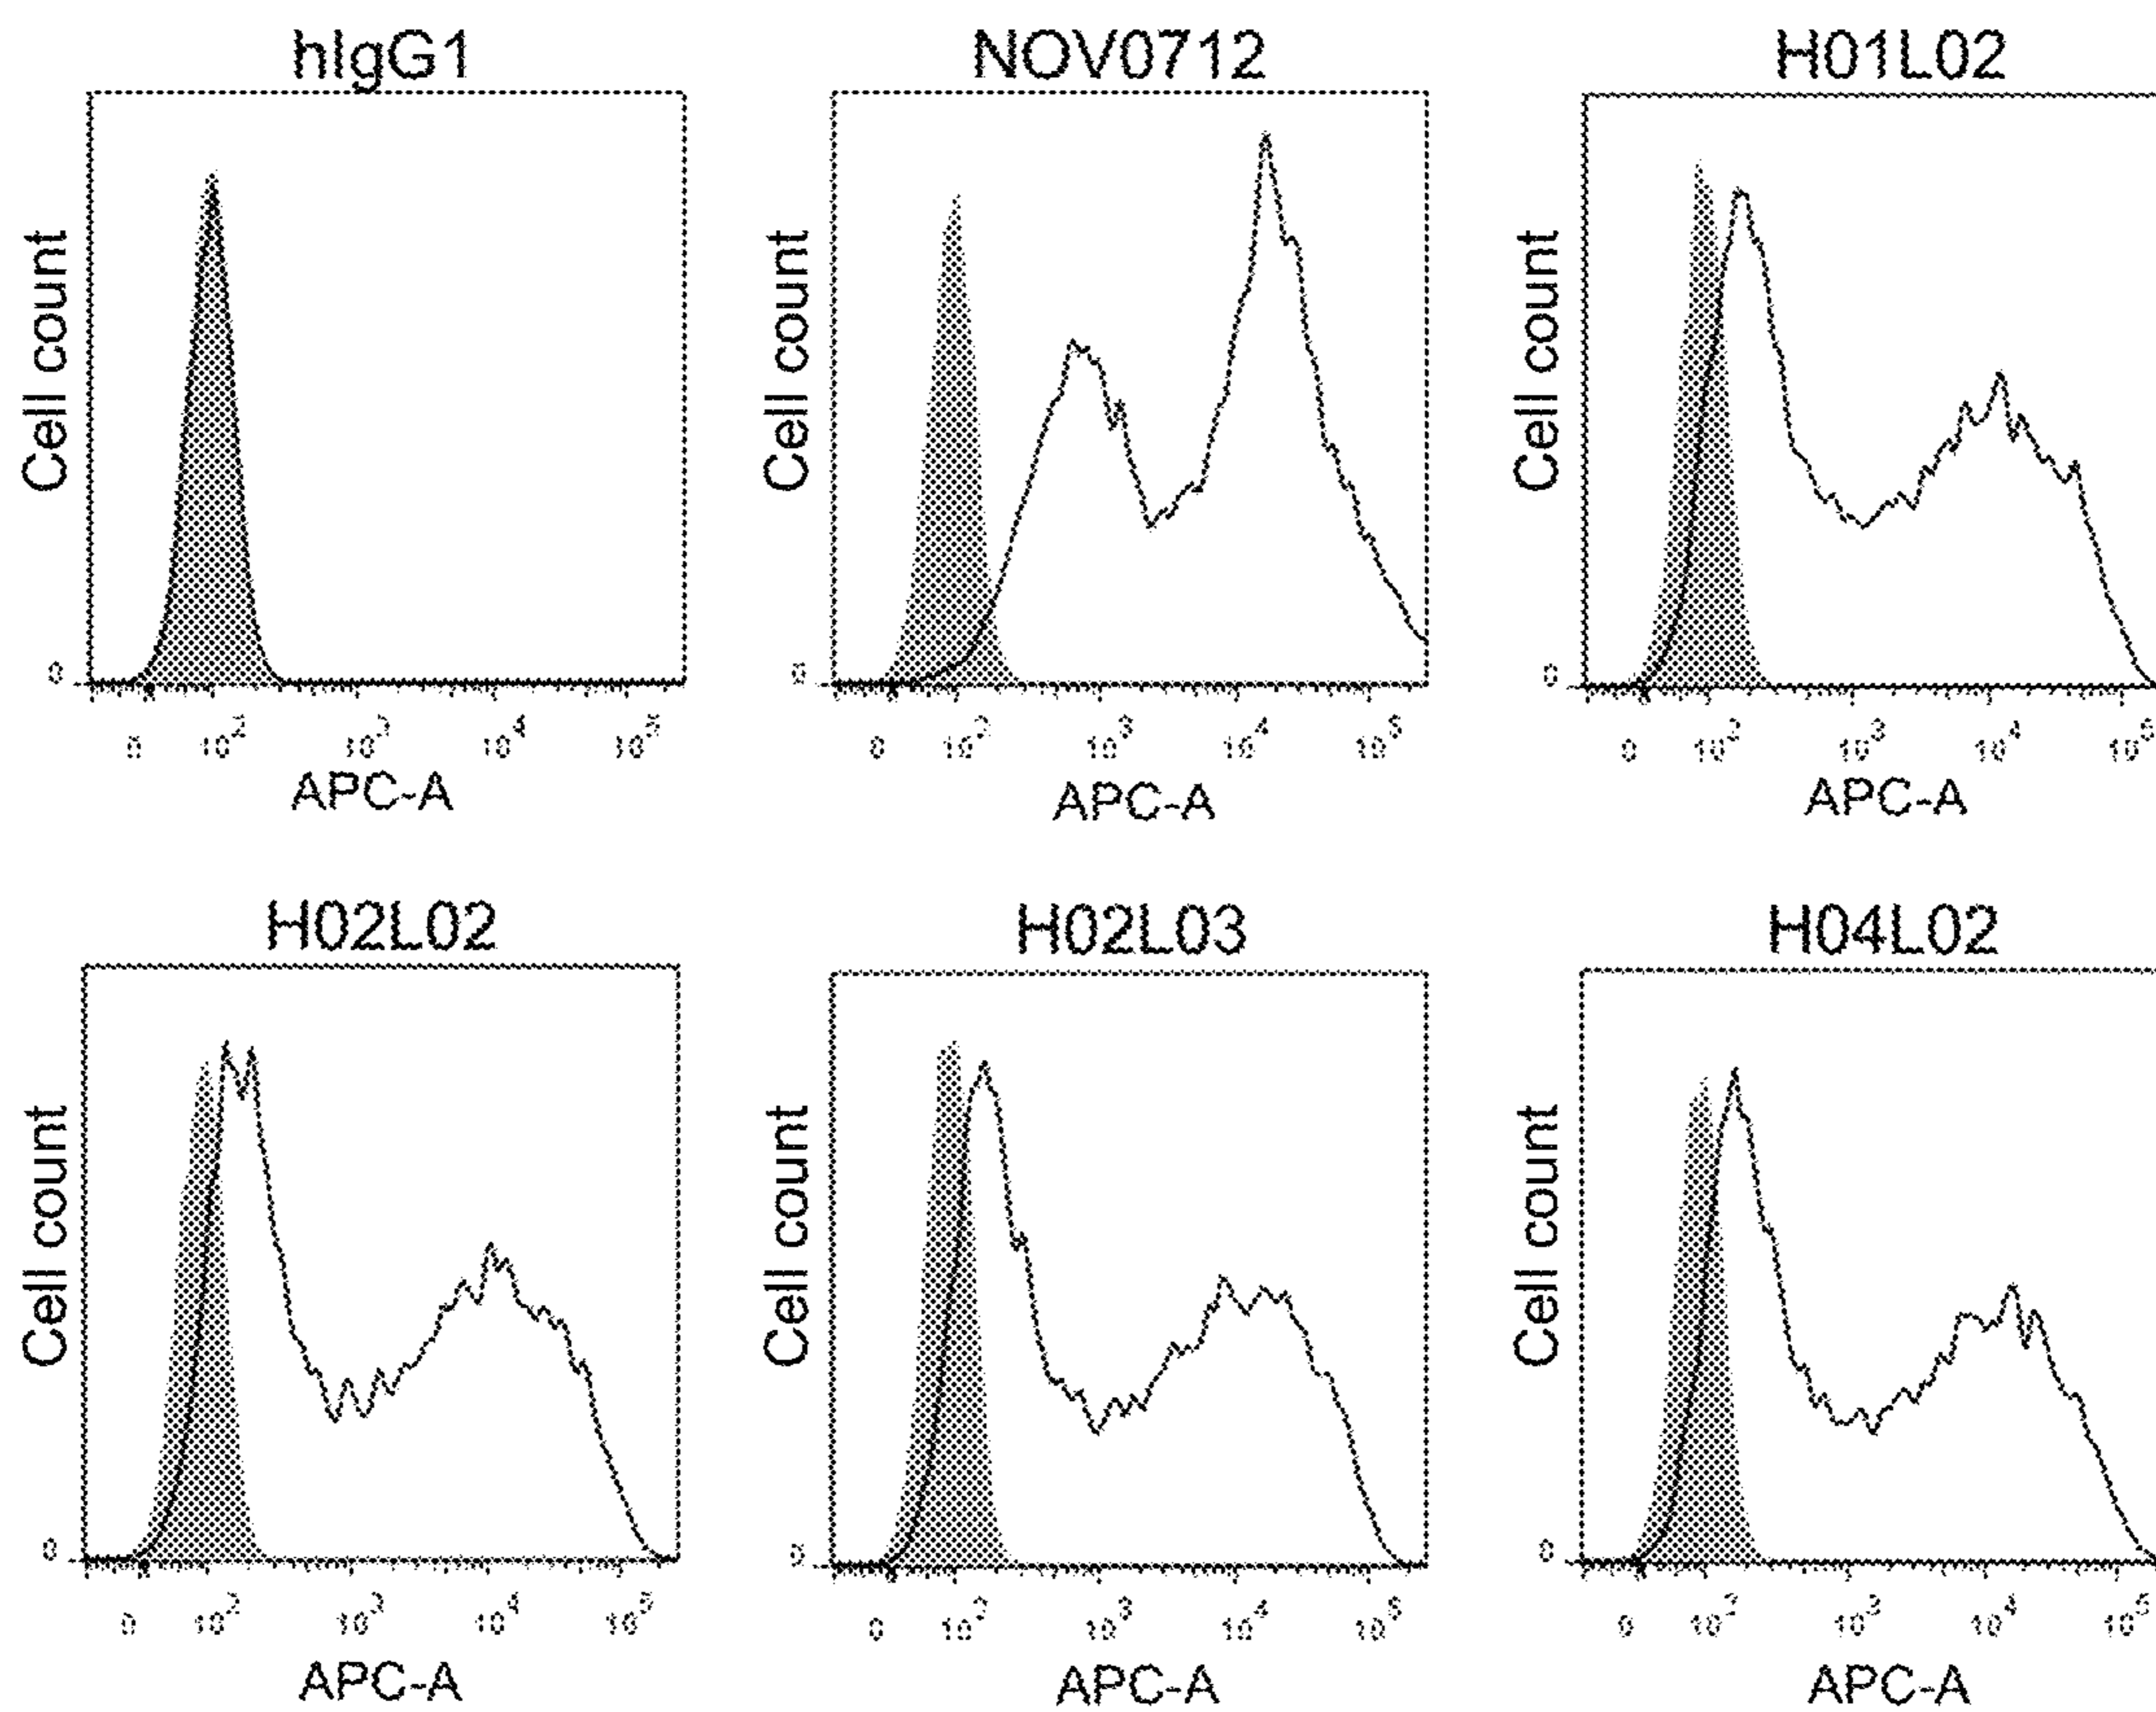 hIgG1 NOV0712 H01L02
Cell count Cell count Cell count
0 0 0
0 10² 10³ 10⁴ 10⁵ 0 10² 10³ 10⁴ 10⁵ 0 10² 10³ 10⁴ 10⁵
APC-A APC-A APC-A
H02L02 H02L03 H04L02
Cell count Cell count Cell count
0 0 0
0 10² 10³ 10⁴ 10⁵ 0 10² 10³ 10⁴ 10⁵ 0 10² 10³ 10⁴ 10⁵
APC-A APC-A APC-A